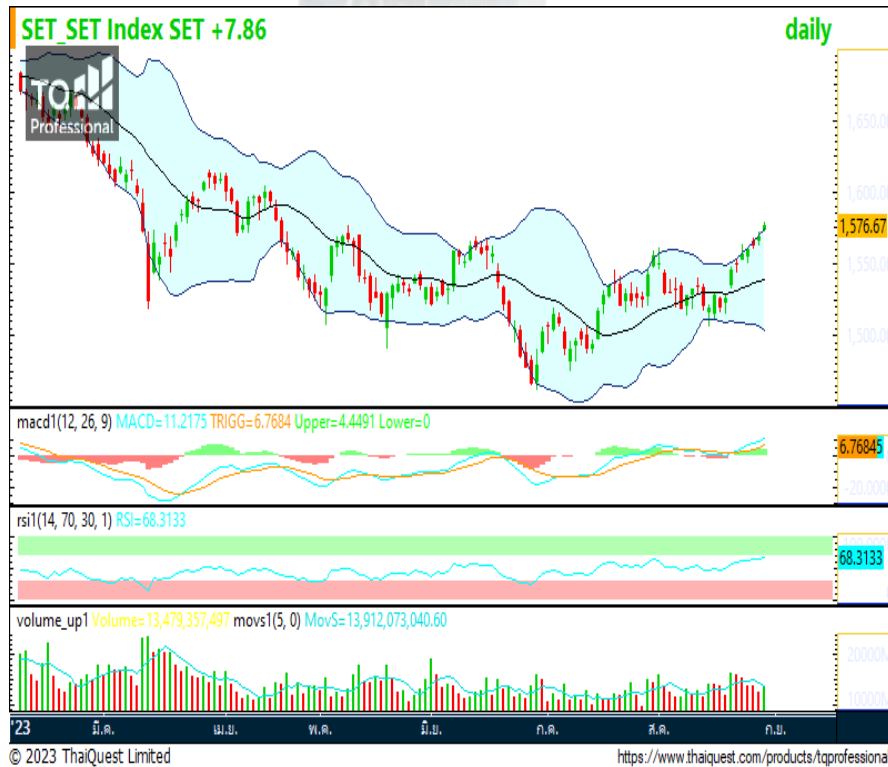 SET_SET Index SET +7.86 daily
TQ
Professional
1,650.00
1,600.00
1,576.67
1,550.00
1,500.00
macd1(12, 26, 9) MACD=11.2175 TRIGG=6.7684 Upper=4.4491 Lower=0
6.76845
-20.0000
rsi1(14, 70, 30, 1) RSI=68.3133
100.0000
68.3133
volume_up1 Volume=13,479,357,497 movs1(5, 0) MovS=13,912,073,040.60
20000M
10000M
'23 มี.ค. เม.ย. พ.ค. มิ.ย. ก.ค. ส.ค. ก.ย.
© 2023 ThaiQuest Limited https://www.thaiquest.com/products/tqprofessional